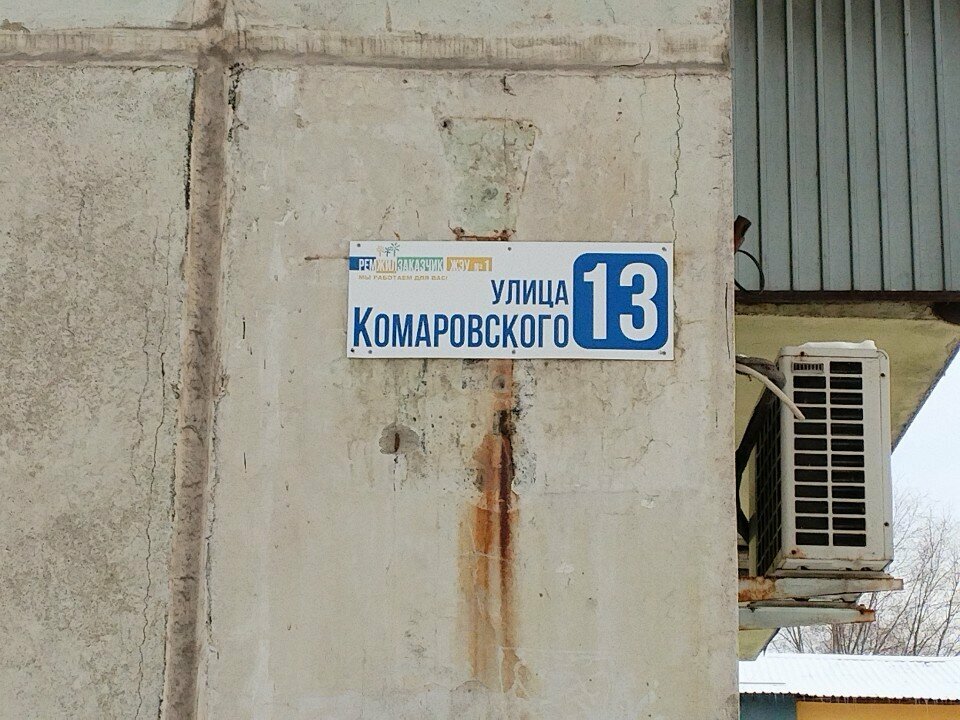 РЕМЖИЛЗАКАЗЧИК ЖЭУ №1
МЫ РАБОТАЕМ ДЛЯ ВАС!
УЛИЦА
КОМАРОВСКОГО
13